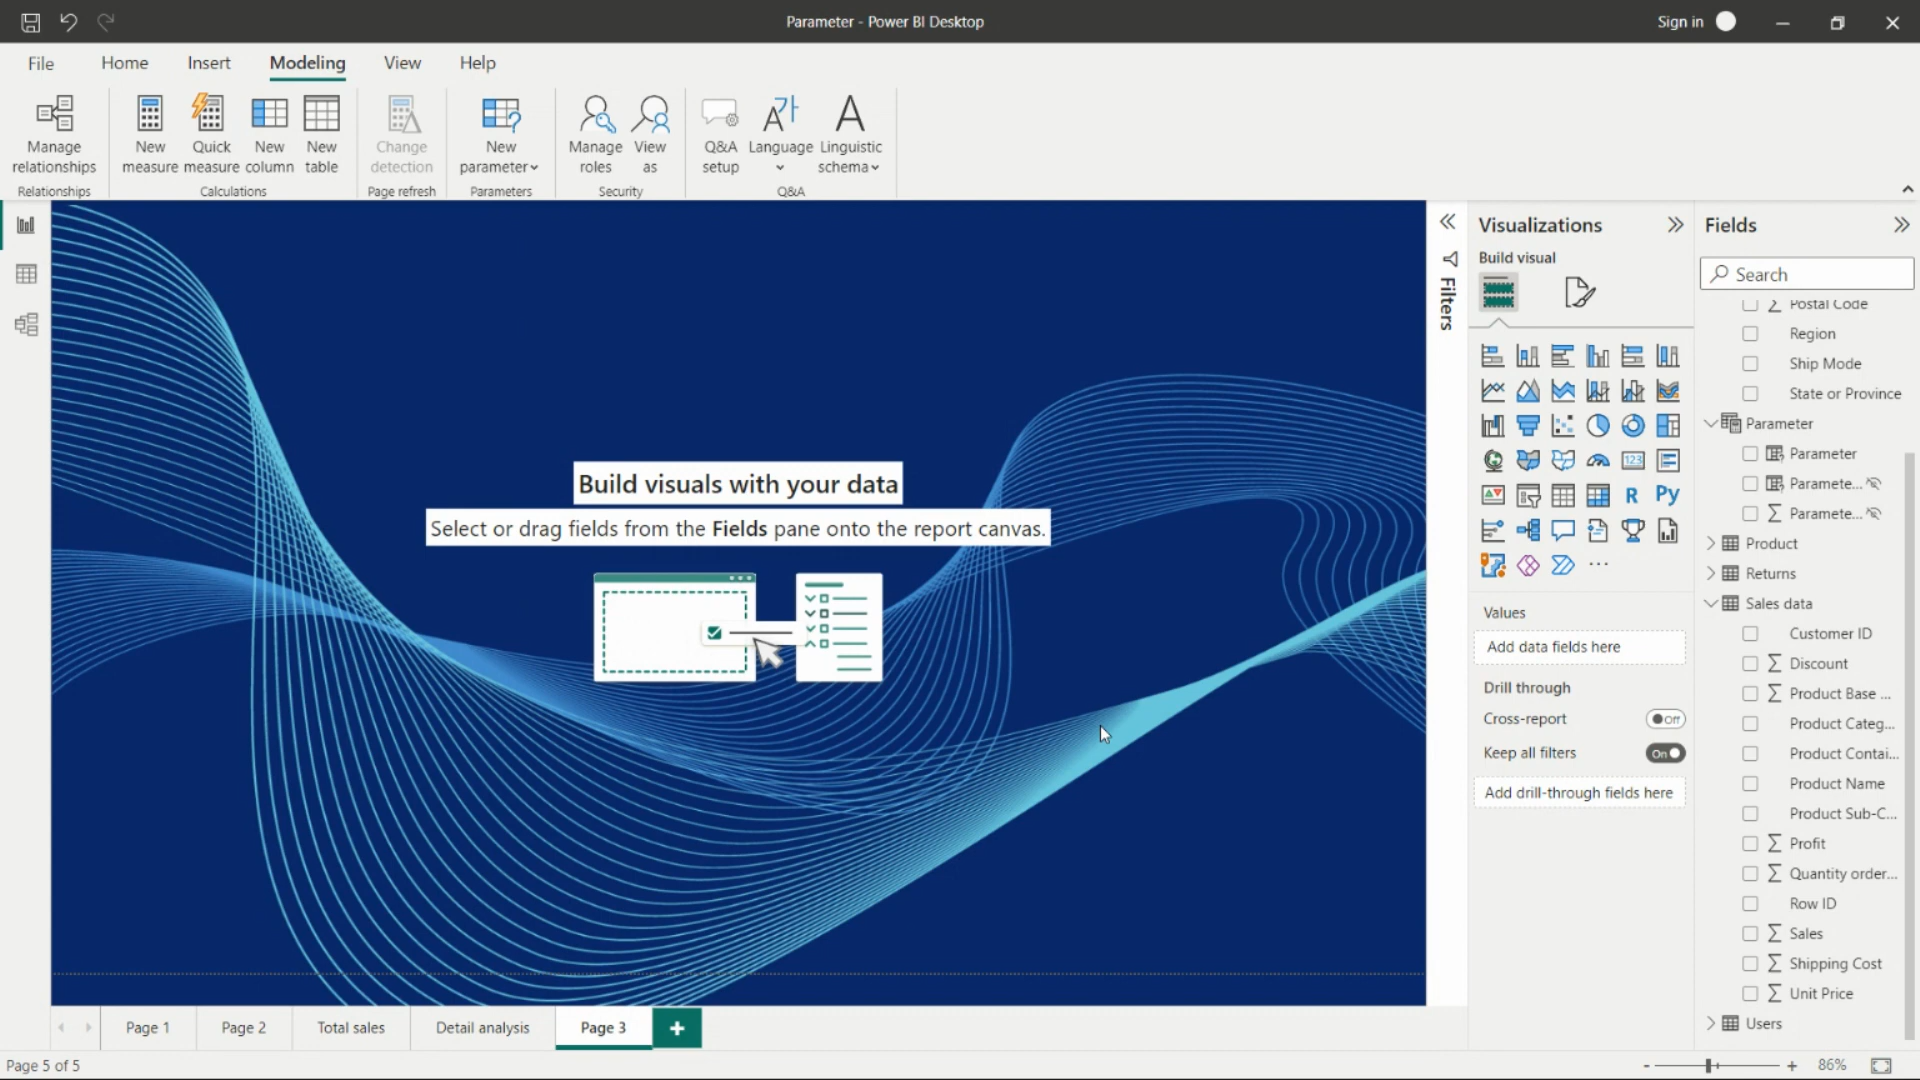 Parameter - Power BI Desktop
Sign in
File Home Insert Modeling View Help
Manage relationships
Relationships
New measure
Quick measure
New column
New table
Calculations
Change detection
Page refresh
New parameter
Parameters
Manage roles
View as
Security
Q&A setup
Language
Linguistic schema
Q&A
Build visuals with your data
Select or drag fields from the Fields pane onto the report canvas.
Filters
Visualizations
Build visual
123
R
Py
Values
Add data fields here
Drill through
Cross-report
Off
Keep all filters
On
Add drill-through fields here
Fields
Search
Postal Code
Region
Ship Mode
State or Province
Parameter
Parameter
Paramete...
Paramete...
Product
Returns
Sales data
Customer ID
Discount
Product Base ...
Product Categ...
Product Contai...
Product Name
Product Sub-C...
Profit
Quantity order...
Row ID
Sales
Shipping Cost
Unit Price
Users
Page 1 Page 2 Total sales Detail analysis Page 3 +
Page 5 of 5
- + 86%